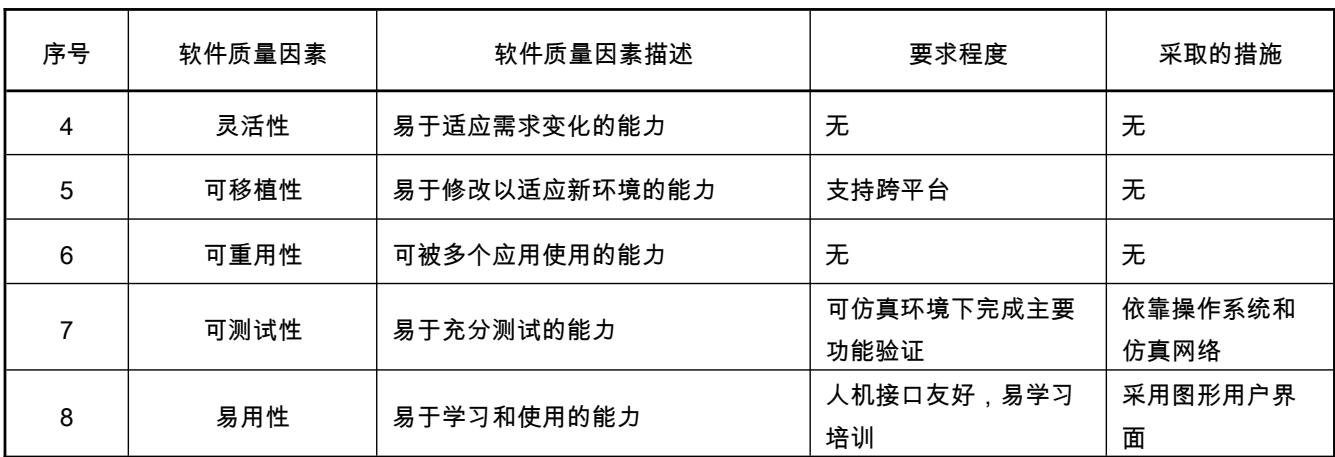 序号 软件质量因素 软件质量因素描述 要求程度 采取的措施
4 灵活性 易于适应需求变化的能力 无 无
5 可移植性 易于修改以适应新环境的能力 支持跨平台 无
6 可重用性 可被多个应用使用的能力 无 无
7 可测试性 易于充分测试的能力 可仿真环境下完成主要 依靠操作系统和
功能验证 仿真网络
8 易用性 易于学习和使用的能力 人机接口友好，易学习 采用图形用户界
培训 面